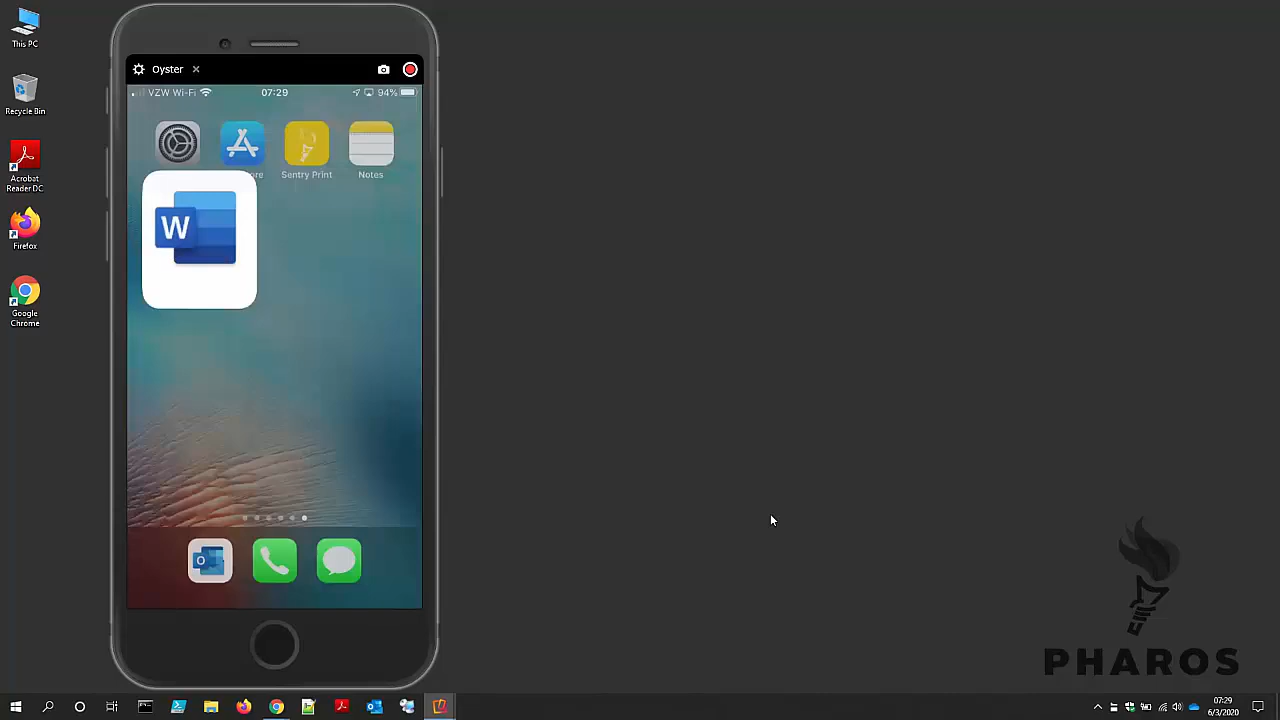 This PC
Recycle Bin
Acrobat
Reader DC
Firefox
Google
Chrome
Oyster
VZW Wi-Fi
07:29
94%
ore
Sentry Print
Notes
W
O
PHAROS
07:29
6/3/2020